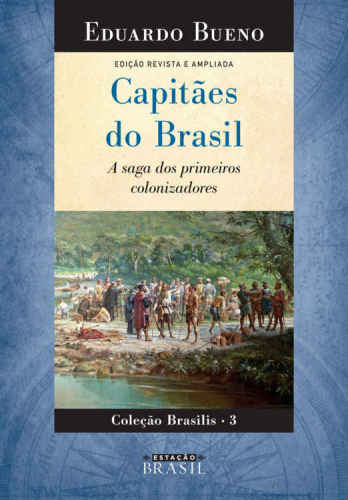 EDUARDO BUENO
EDIÇÃO REVISTA E AMPLIADA
Capitães
do Brasil
A saga dos primeiros
colonizadores
Coleção Brasilis · 3
ESTAÇÃO
BRASIL